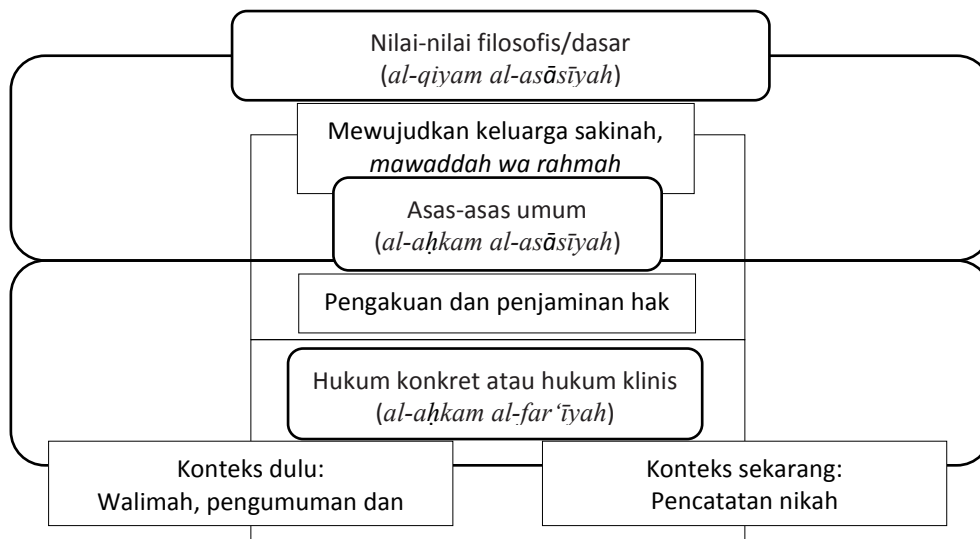 Nilai-nilai filosofis/dasar
(al-qiyam al-asāsīyah)
Mewujudkan keluarga sakinah,
mawaddah wa rahmah
Asas-asas umum
(al-aḥkam al-asāsīyah)
Pengakuan dan penjaminan hak
Hukum konkret atau hukum klinis
(al-aḥkam al-far‘īyah)
Konteks dulu:
Walimah, pengumuman dan
Konteks sekarang:
Pencatatan nikah